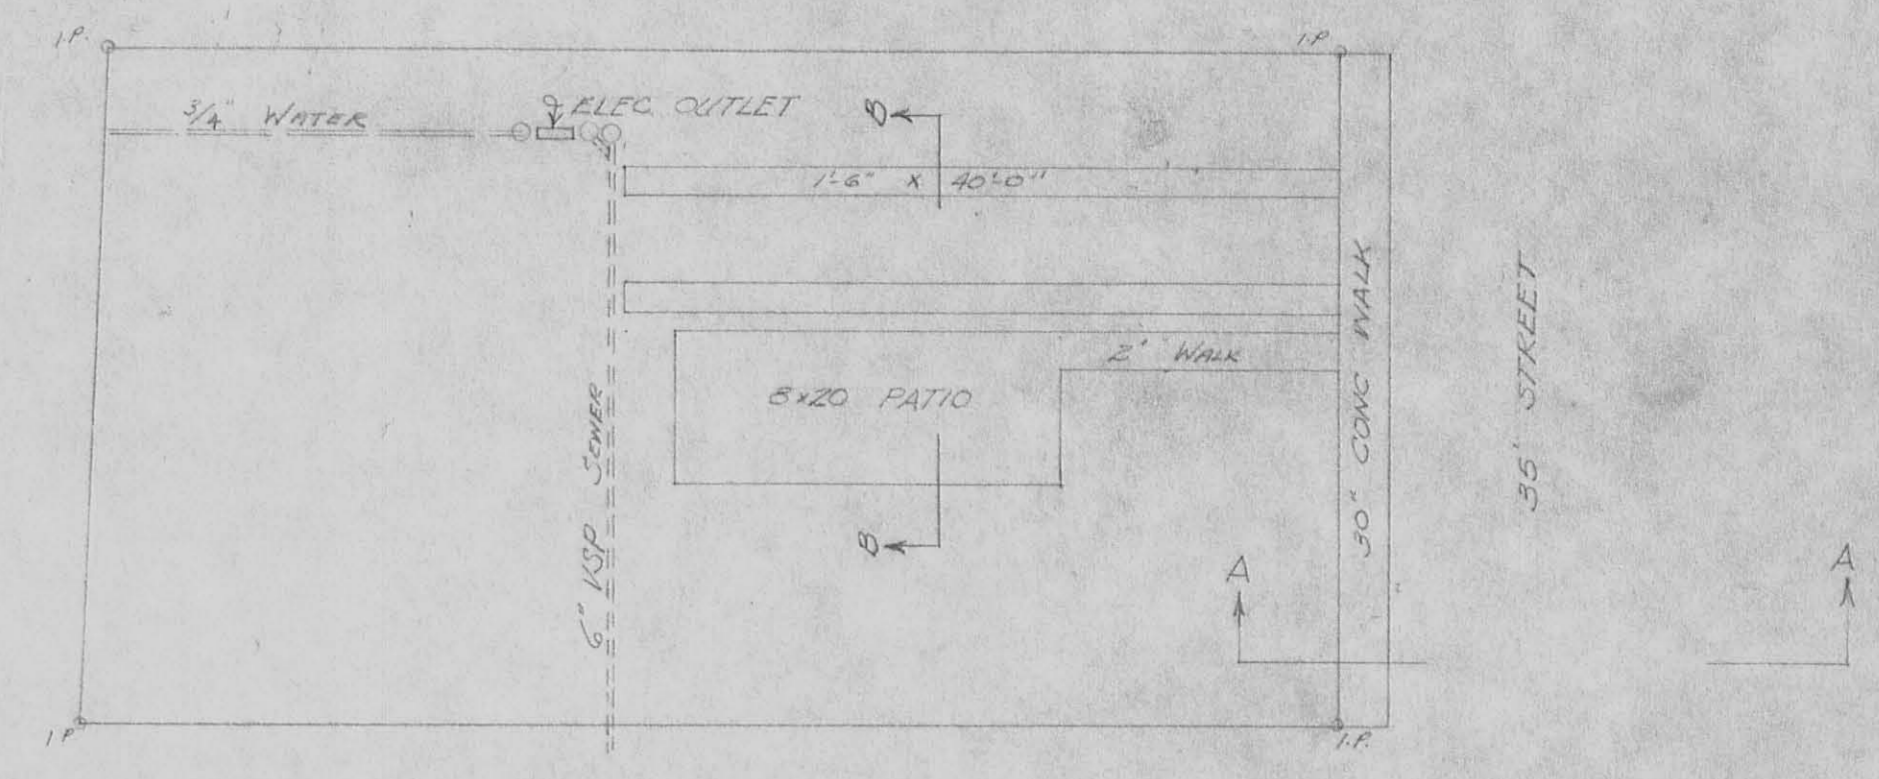 I.P.
I.P
3/4" WATER
ELEC. OUTLET
B
1'-6" X 40'-0"
2' WALK
8x20 PATIO
6" VSP SEWER
30" CONC WALK
35' STREET
B
A
A
I.P
I.P.